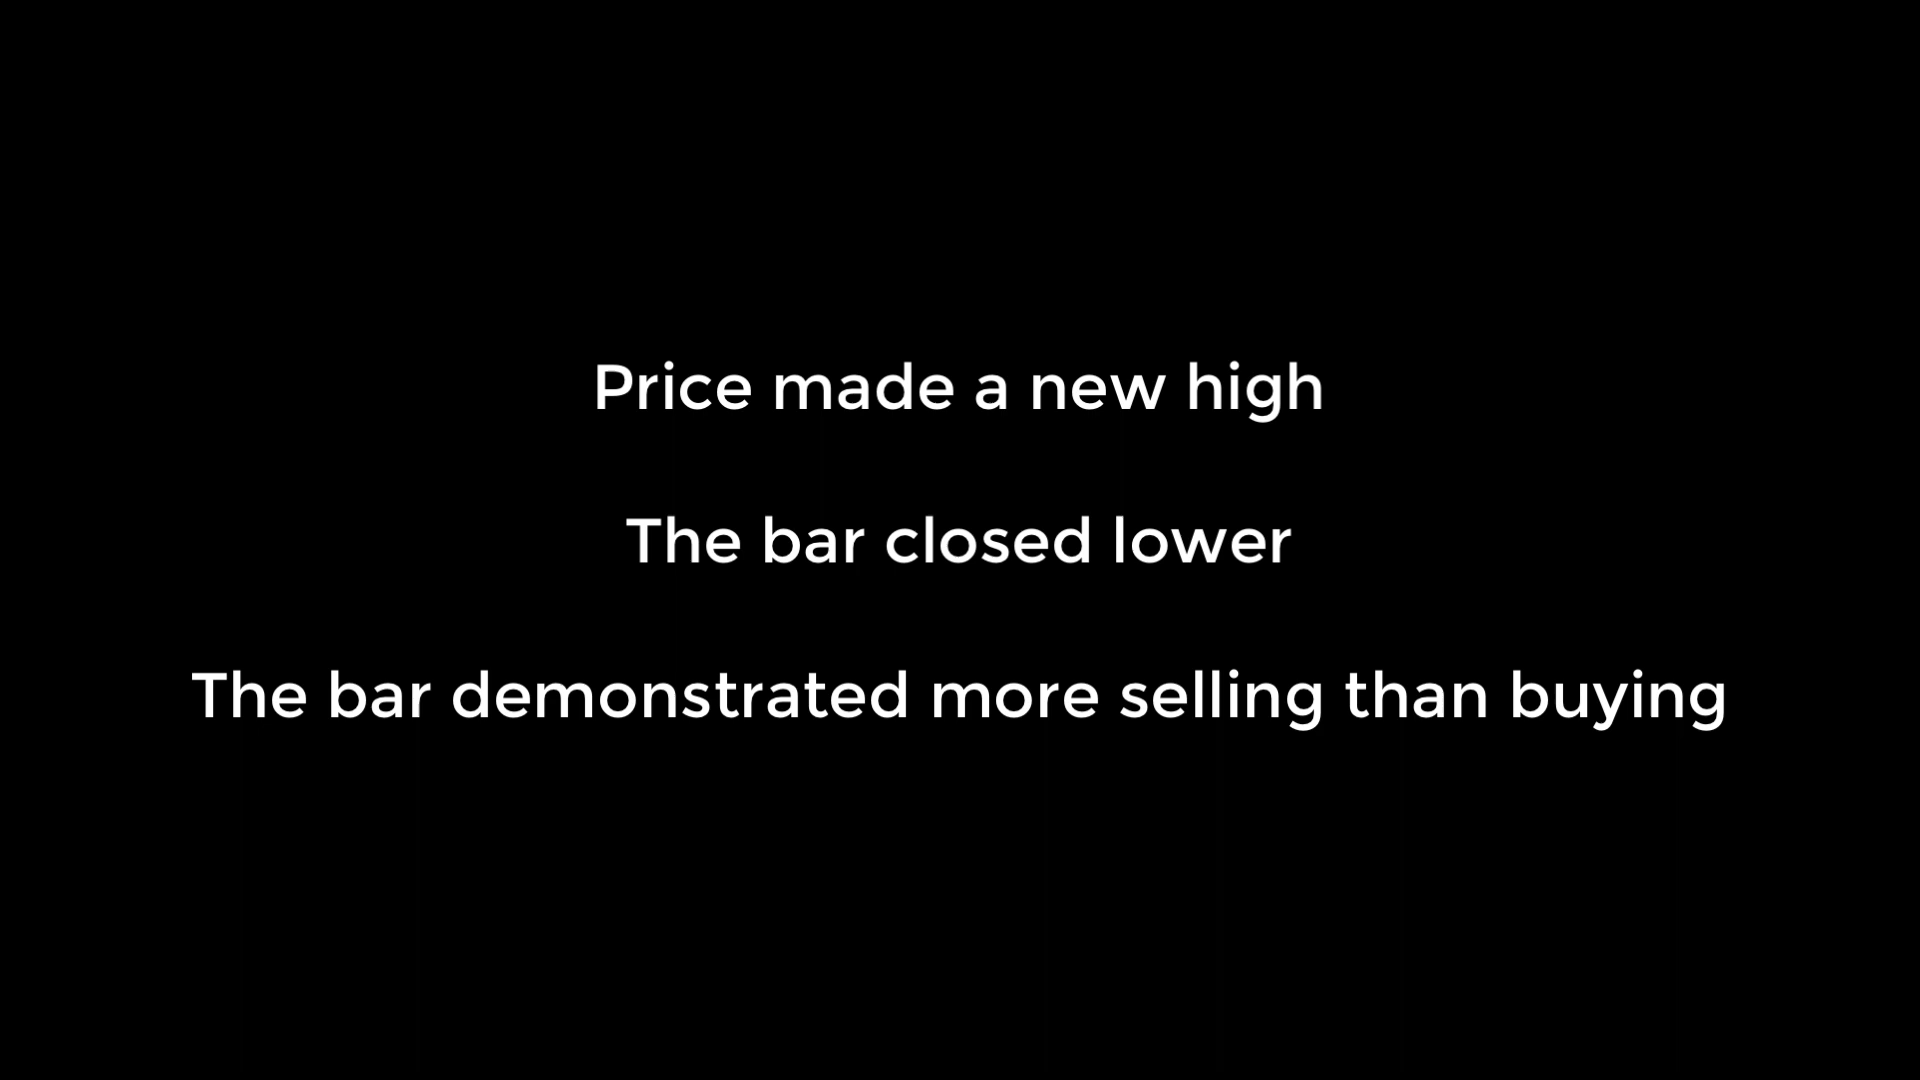 Price made a new high
The bar closed lower
The bar demonstrated more selling than buying